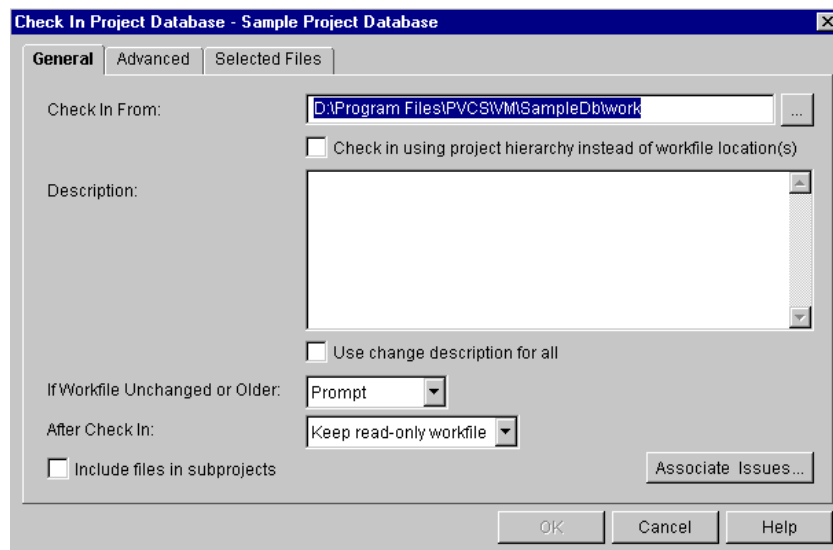 Check In Project Database - Sample Project Database
General Advanced Selected Files
Check In From: D:\Program Files\PVCS\VM\SampleDb\work ...
Check in using project hierarchy instead of workfile location(s)
Description:
Use change description for all
If Workfile Unchanged or Older: Prompt
After Check In: Keep read-only workfile
Include files in subprojects Associate Issues...
OK Cancel Help